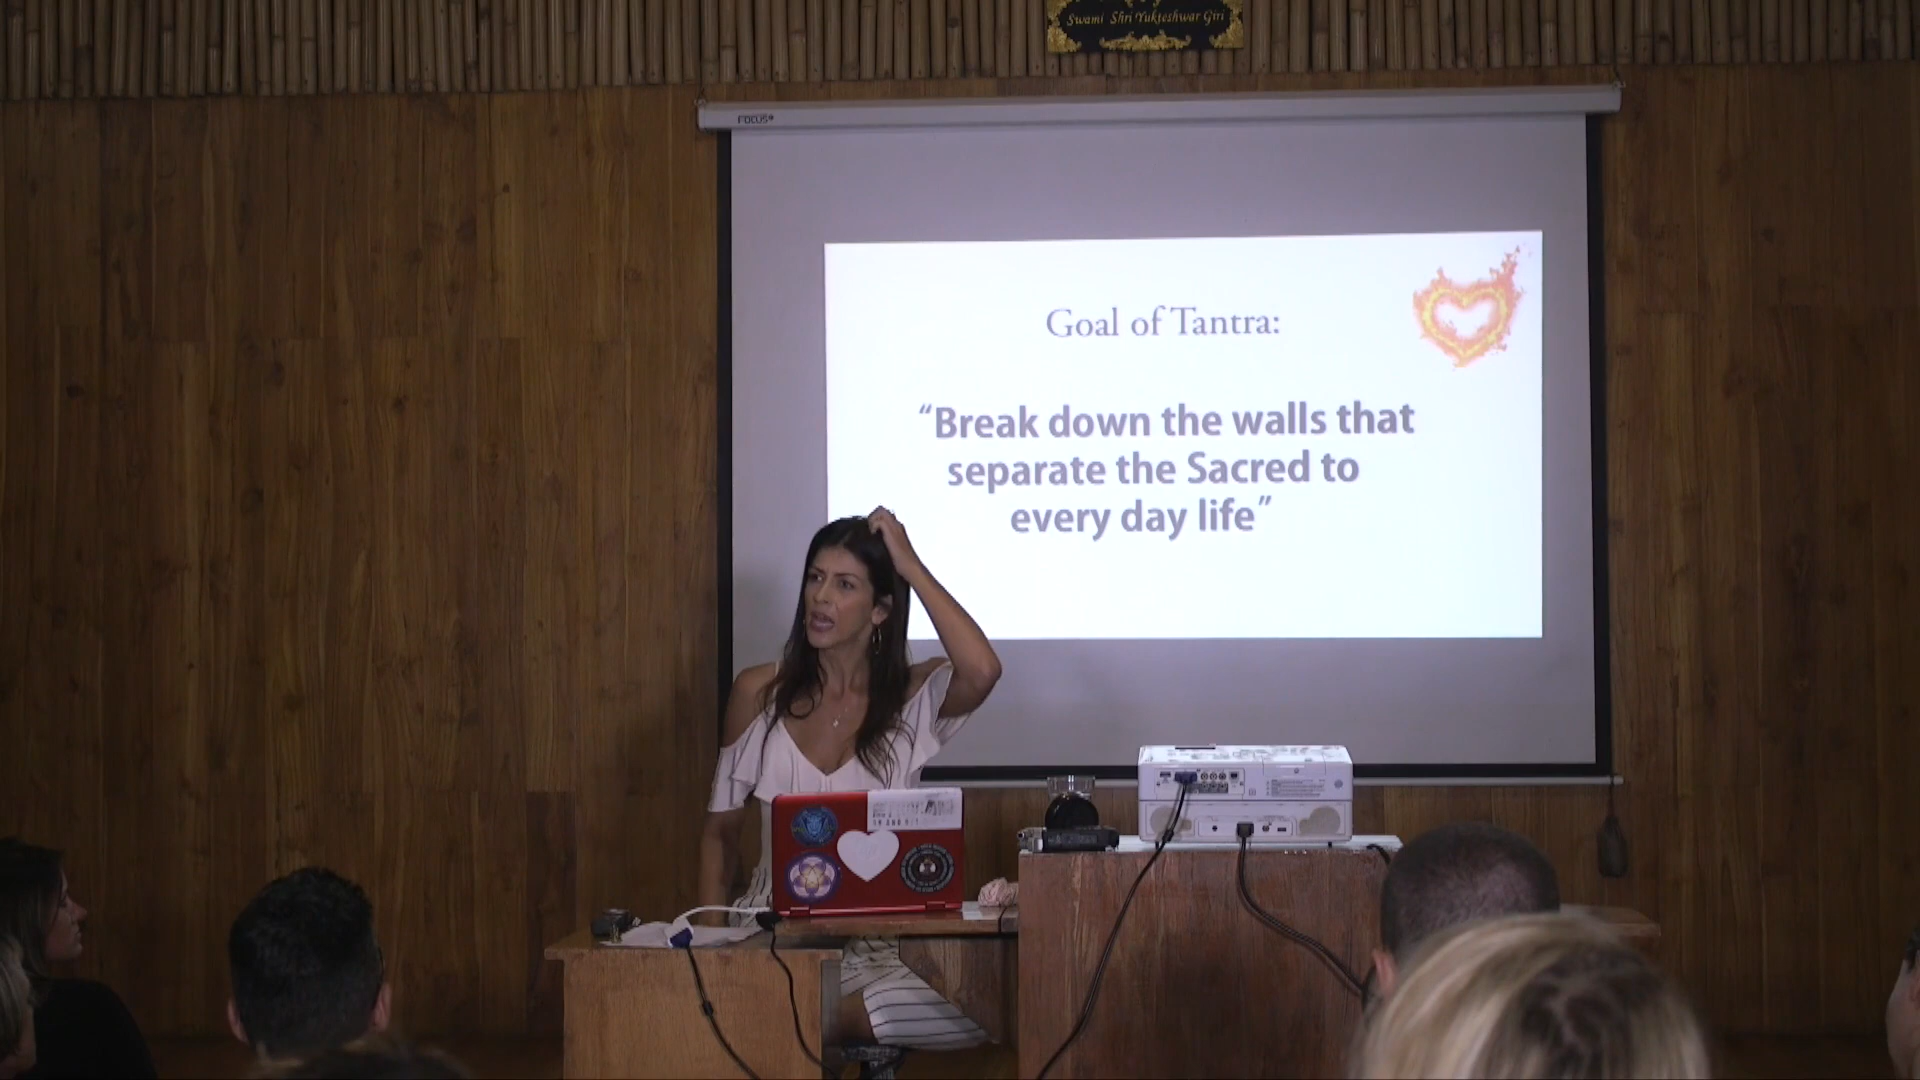 Swami Shri Yukteshwar Giri
FOCUS
Goal of Tantra:
“Break down the walls that
separate the Sacred to
every day life”